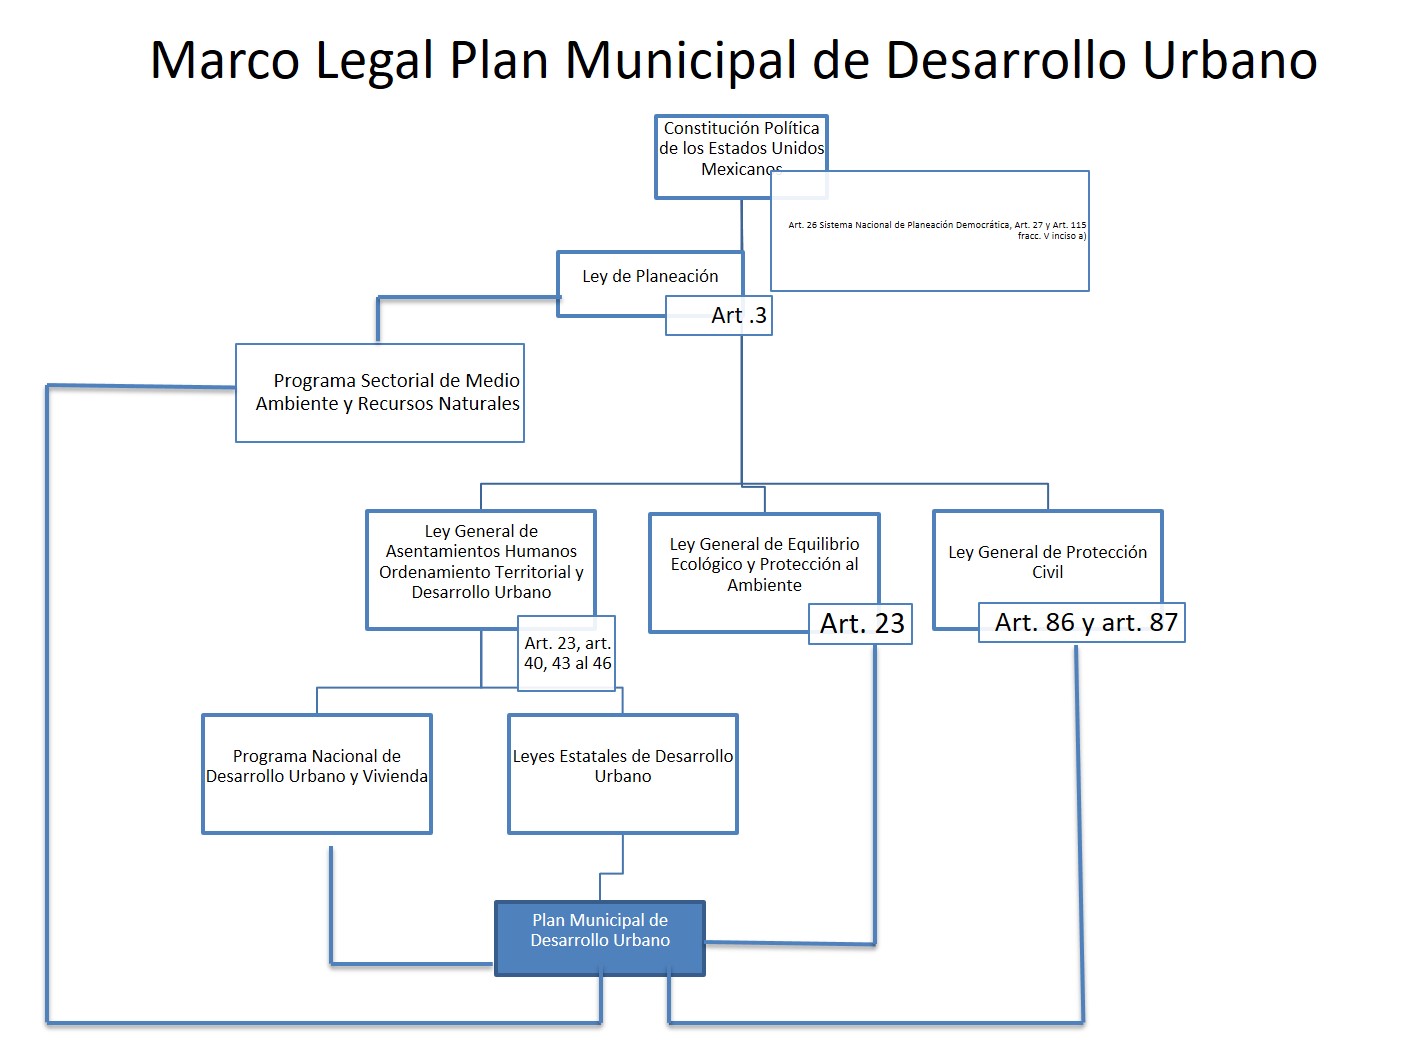 Marco Legal Plan Municipal de Desarrollo Urbano
Constitución Política
de los Estados Unidos
Mexicanos
Art. 26 Sistema Nacional de Planeación Democrática, Art. 27 y Art. 115
fracc. V inciso a)
Ley de Planeación
Art .3
Programa Sectorial de Medio
Ambiente y Recursos Naturales
Ley General de
Asentamientos Humanos
Ordenamiento Territorial y
Desarrollo Urbano
Art. 23, art.
40, 43 al 46
Ley General de Equilibrio
Ecológico y Protección al
Ambiente
Art. 23
Ley General de Protección
Civil
Art. 86 y art. 87
Programa Nacional de
Desarrollo Urbano y Vivienda
Leyes Estatales de Desarrollo
Urbano
Plan Municipal de
Desarrollo Urbano